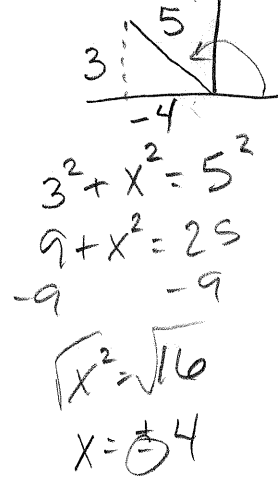 5
3
-4
3² + x² = 5²
9 + x² = 25
-9 -9
√x² = √16
x = ± 4